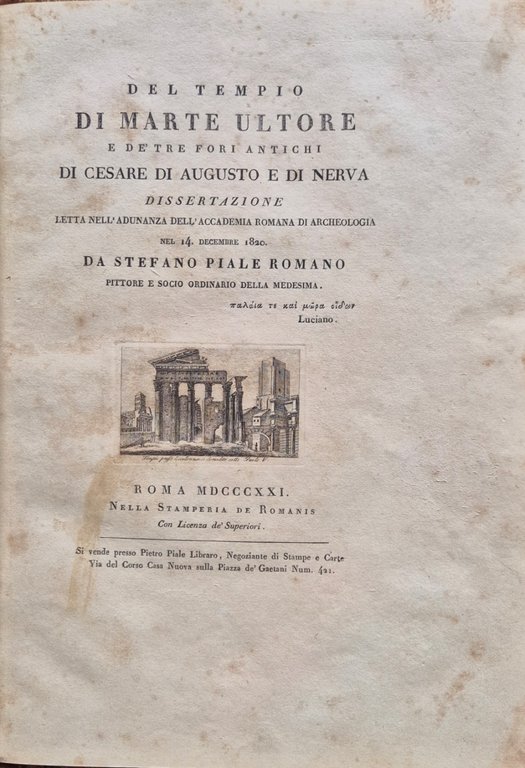 DEL TEMPIO
DI MARTE ULTORE
E DE' TRE FORI ANTICHI
DI CESARE DI AUGUSTO E DI NERVA
DISSERTAZIONE
LETTA NELL'ADUNANZA DELL'ACCADEMIA ROMANA DI ARCHEOLOGIA
NEL 14. DECEMBRE 1820.
DA STEFANO PIALE ROMANO
PITTORE E SOCIO ORDINARIO DELLA MEDESIMA.
τε καὶ
Luciano.
ROMA MDCCCXXI.
NELLA STAMPERIA DE ROMANIS
Con Licenza de' Superiori.
Si vende presso Pietro Piale Libraro, Negoziante di Stampe e Carte
Via del Corso Casa Nuova sulla Piazza de' Gaetani Num. 421.